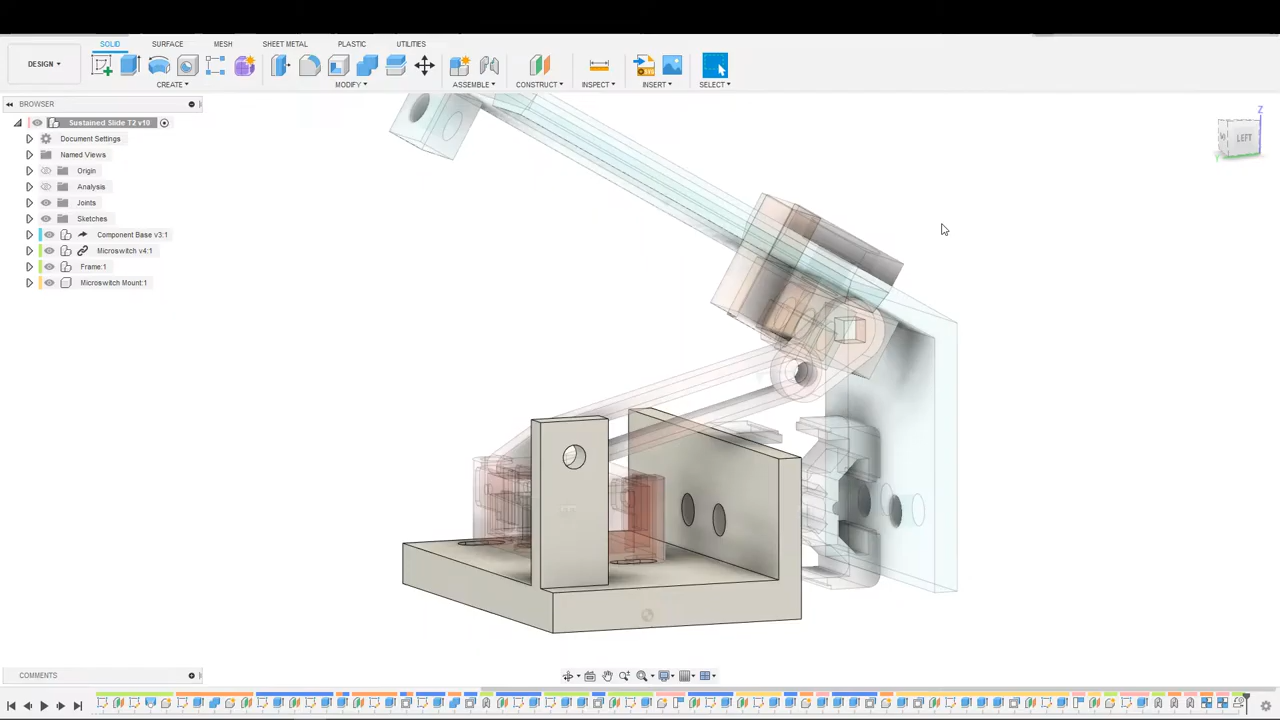 SOLID SURFACE MESH SHEET METAL PLASTIC UTILITIES
DESIGN
CREATE MODIFY ASSEMBLE CONSTRUCT INSPECT INSERT SELECT
BROWSER
Sustained Slide T2 v10
Document Settings
Named Views
Origin
Analysis
Joints
Sketches
Component Base v3:1
Microswitch v4:1
Frame:1
Microswitch Mount:1
Z
LEFT
COMMENTS